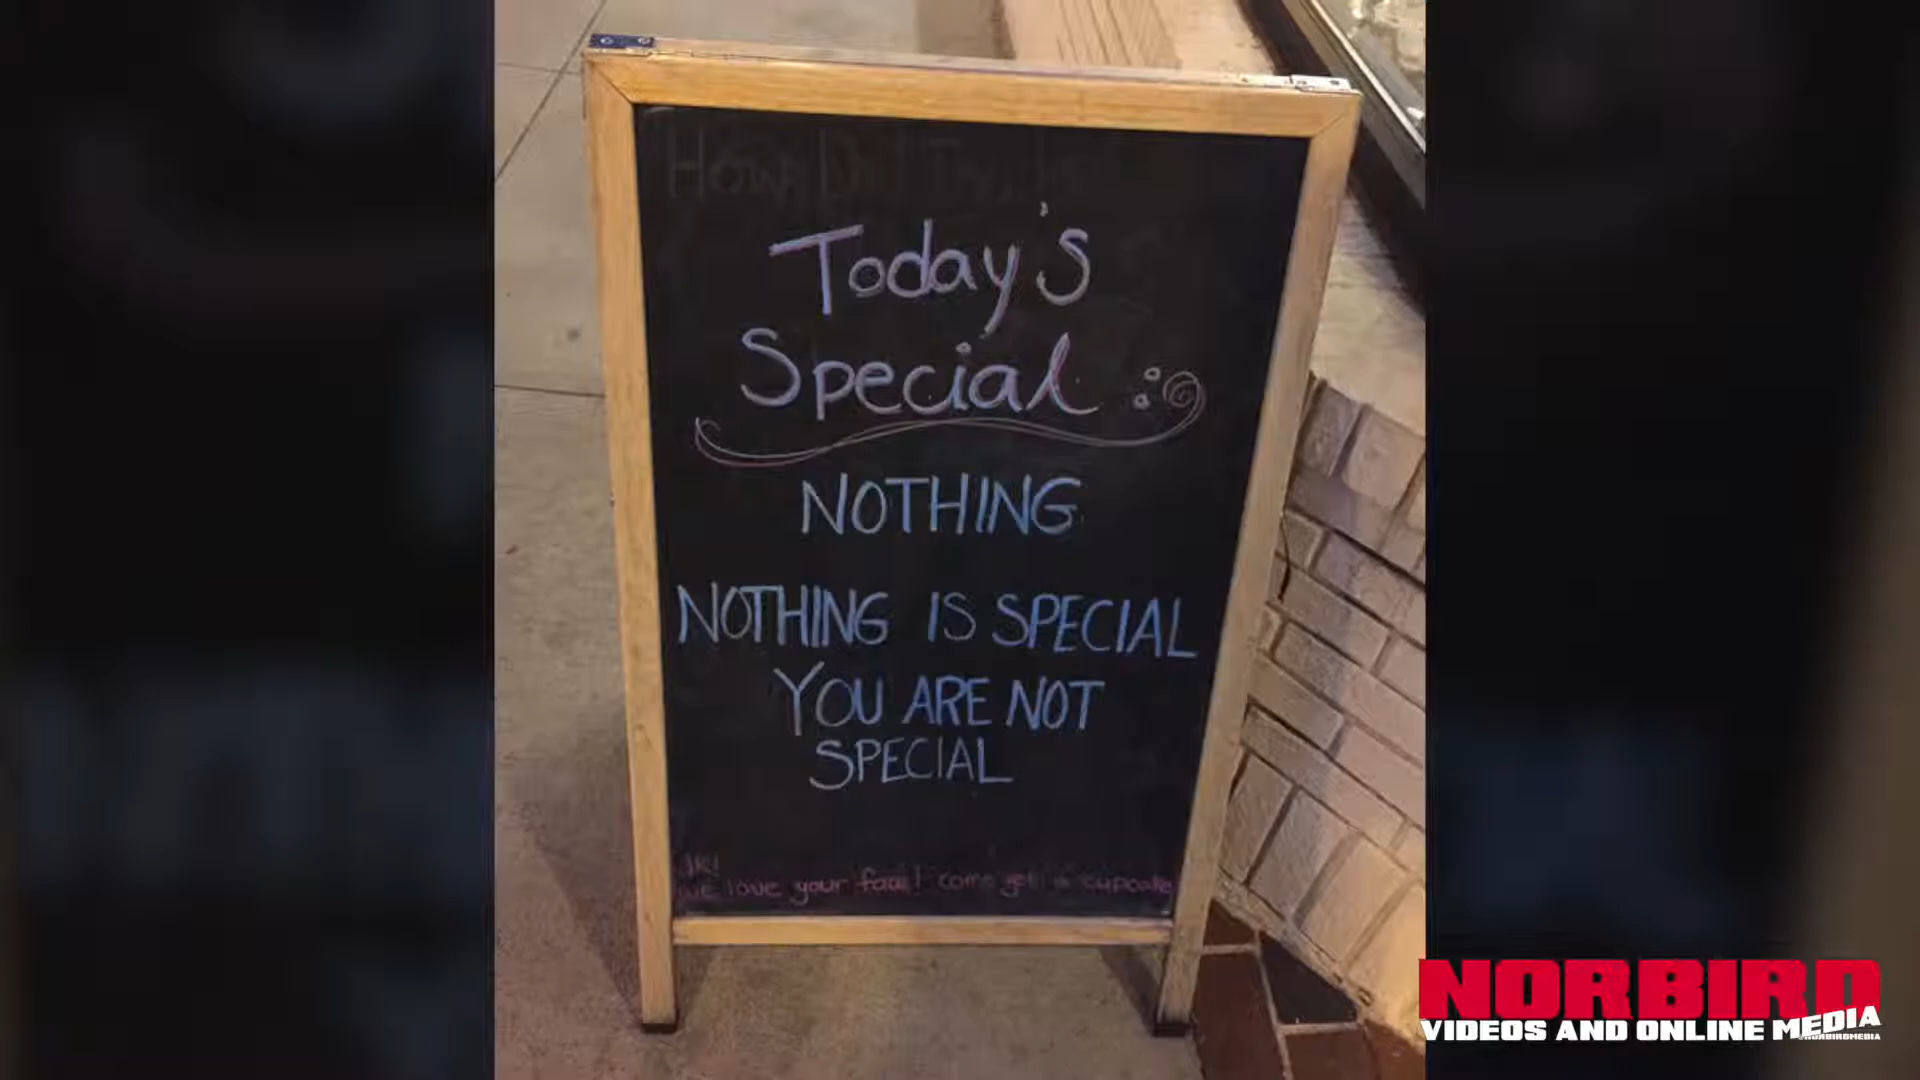 Today's
Special :
NOTHING
NOTHING IS SPECIAL
YOU ARE NOT
SPECIAL
JK!
we love your face! come get a cupcake
NORBIRD
VIDEOS AND ONLINE MEDIA